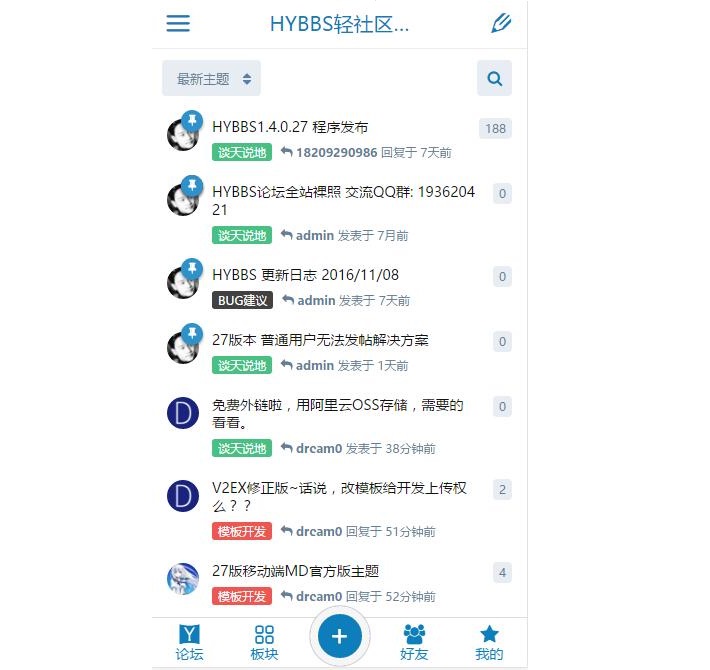 HYBBS轻社区...
最新主题
HYBBS1.4.0.27 程序发布
188
谈天说地 18209290986 回复于 7天前
HYBBS论坛全站裸照 交流QQ群: 19362042
21
0
谈天说地 admin 发表于 7月前
HYBBS 更新日志 2016/11/08
0
BUG建议 admin 发表于 7天前
27版本 普通用户无法发帖解决方案
0
谈天说地 admin 发表于 1天前
免费外链啦，用阿里云OSS存储，需要的
看看。
0
D
谈天说地 dream0 发表于 38分钟前
V2EX修正版~话说，改模板给开发上传权
么？？
2
D
模板开发 dream0 回复于 51分钟前
27版移动端MD官方版主题
4
模板开发 dream0 回复于 52分钟前
论坛
板块
好友
我的